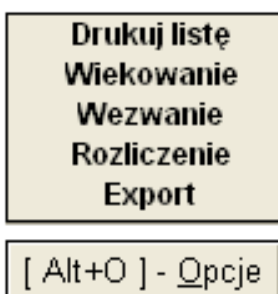 Drukuj listę
Wiekowanie
Wezwanie
Rozliczenie
Export
[ Alt+O ] - Opcje